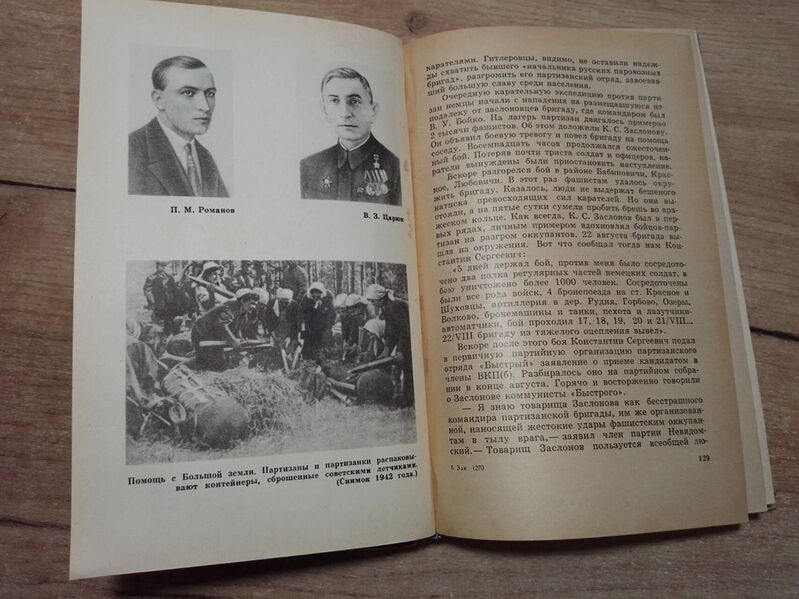 П. М. Романов
В. З. Царюк
Помощь с Большой земли. Партизаны и партизанки распаковы-
вают контейнеры, сброшенные советскими летчиками.
(Снимок 1942 года.)
карателями. Гитлеровцы, видимо, не оставили надеж-
ды схватить бывшего «начальника русских паровозных
бригад», разгромить его партизанский отряд, завоевав-
ший большую славу среди населения.
Очередную карательную экспедицию против парти-
зан немцы начали с нападения на размещавшуюся не-
подалеку от заслоновцев бригаду, где командиром был
В. У. Бойко. На лагерь партизан двигалось примерно
2 тысячи фашистов. Об этом доложили К. С. Заслонову.
Он объявил боевую тревогу и повел бригаду на помощь
соседу. Восемнадцать часов продолжался ожесточен-
ный бой. Потеряв почти триста солдат и офицеров, ка-
ратели вынуждены были приостановить наступление.
Вскоре разгорелся бой в районе Бабиновичи, Крас-
ное, Любовичи. В этот раз фашистам удалось окру-
жить бригаду. Казалось, люди не выдержат бешеного
натиска превосходящих сил карателей. Но они вы-
стояли, а на пятые сутки сумели пробить брешь во вра-
жеском кольце. Как всегда, К. С. Заслонов был в пер-
вых рядах, личным примером вдохновлял бойцов-пар-
тизан на разгром оккупантов. 22 августа бригада вы-
шла из окружения. Вот что сообщал тогда нам Кон-
стантин Сергеевич:
«5 дней держал бой, против меня было сосредото-
чено два полка регулярных частей немецких солдат, в
бою уничтожено более 1000 человек. Сосредоточены
были все рода войск, 4 бронепоезда на ст. Красное и
Шуховцы, артиллерия в дер. Рудня, Горбово, Озеры,
Волково, бронемашины и танки, пехота и лазутчики-
автоматчики, бой проходил 17, 18, 19, 20 и 21/VIII...
22/VIII бригаду из тяжелого оцепления вывел».
Вскоре после этого боя Константин Сергеевич подал
в первичную партийную организацию партизанского
отряда «Быстрый» заявление о приеме кандидатом в
члены ВКП(б). Разбиралось оно на партийном собра-
нии в конце августа. Горячо и восторженно говорили
о Заслонове коммунисты «Быстрого».
— Я знаю товарища Заслонова как бесстрашного
командира партизанской бригады, им же организован-
ной, наносящей жестокие удары фашистским оккупан-
там в тылу врага,— заявил член партии Невядом-
ский.— Товарищ Заслонов пользуется всеобщей лю-
5 Зак. 1270
129